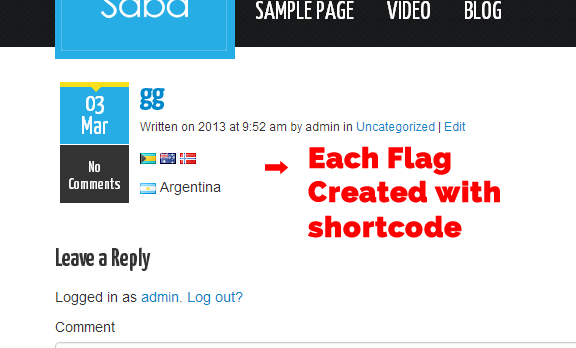 Saba
SAMPLE PAGE VIDEO BLOG
03
Mar
No
Comments
gg
Written on 2013 at 9:52 am by admin in Uncategorized | Edit
Argentina
Each Flag
Created with
shortcode
Leave a Reply
Logged in as admin. Log out?
Comment